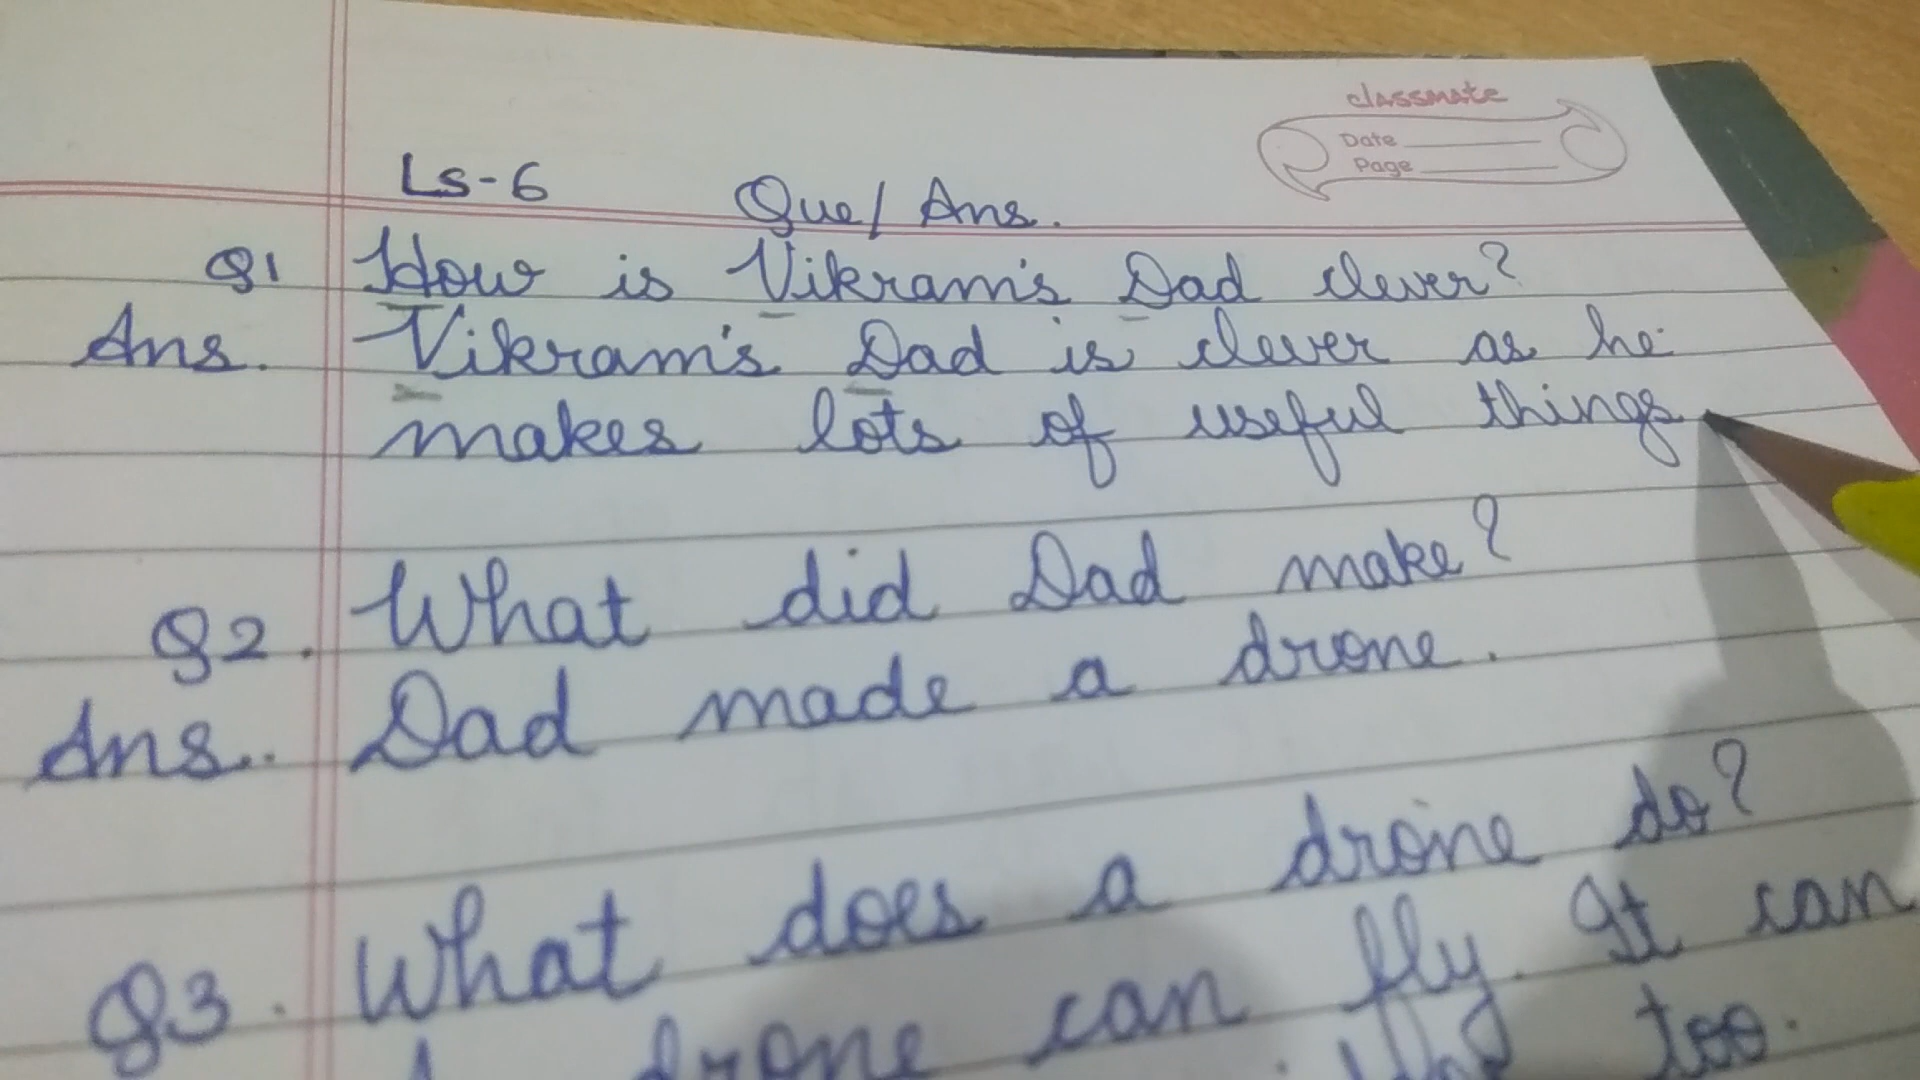 classmate
Date
Page
Ls-6 Que/Ans.
Q1 How is Vikram's Dad clever?
Ans. Vikram's Dad is clever as he
makes lots of useful things.
Q2. What did Dad make?
Ans. Dad made a drone.
Q3. What does a drone do?
A drone can fly. It can
too.